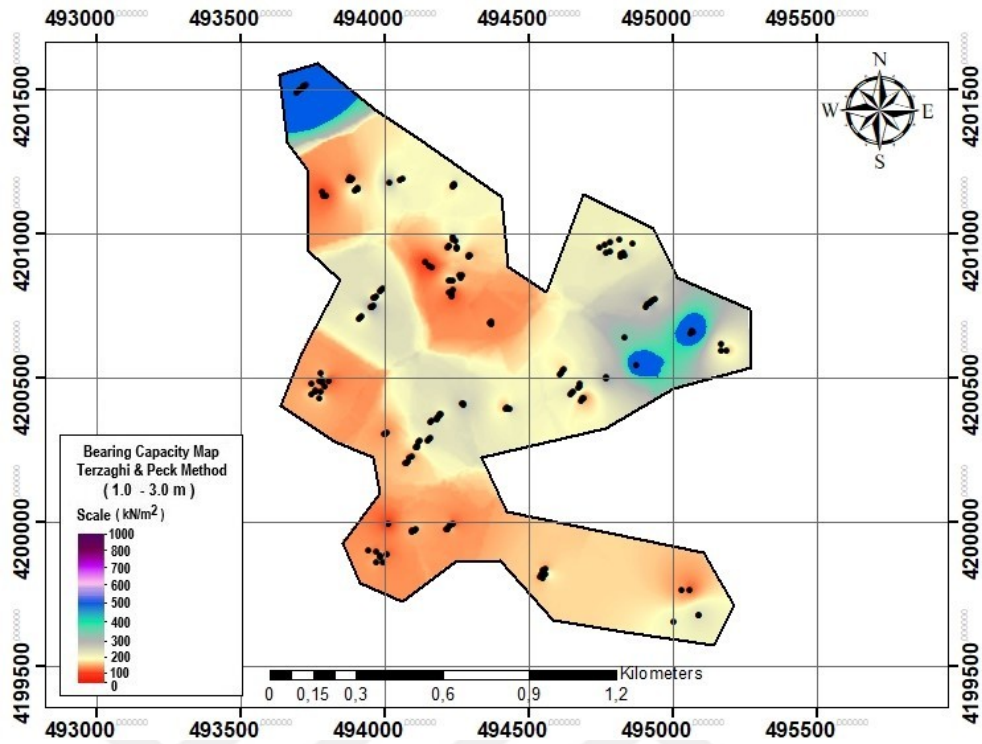 493000 493500 494000 494500 495000 495500
4201500 4201500
4201000 4201000
4200500 4200500
4200000 4200000
4199500 4199500
N
W E
S
Bearing Capacity Map
Terzaghi & Peck Method
( 1.0 - 3.0 m )
Scale ( kN/m² )
1000
800
700
600
500
400
300
200
100
0
Kilometers
0 0,15 0,3 0,6 0,9 1,2
493000 493500 494000 494500 495000 495500